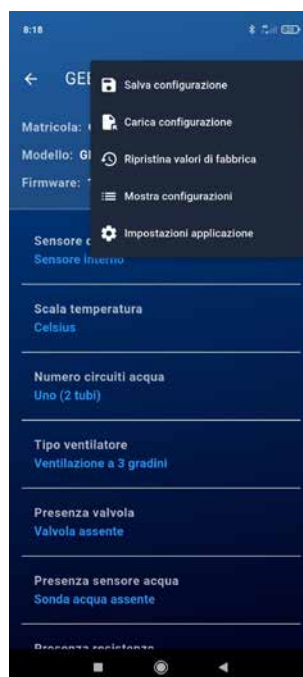 8:18
GE
Salva configurazione
Carica configurazione
Ripristina valori di fabbrica
Mostra configurazioni
Impostazioni applicazione
Matricola:
Modello:
Firmware:
Sensore
Sensore interno
Scala temperatura
Celsius
Numero circuiti acqua
Uno (2 tubi)
Tipo ventilatore
Ventilazione a 3 gradini
Presenza valvola
Valvola assente
Presenza sensore acqua
Sonda acqua assente
Presenza resistenze